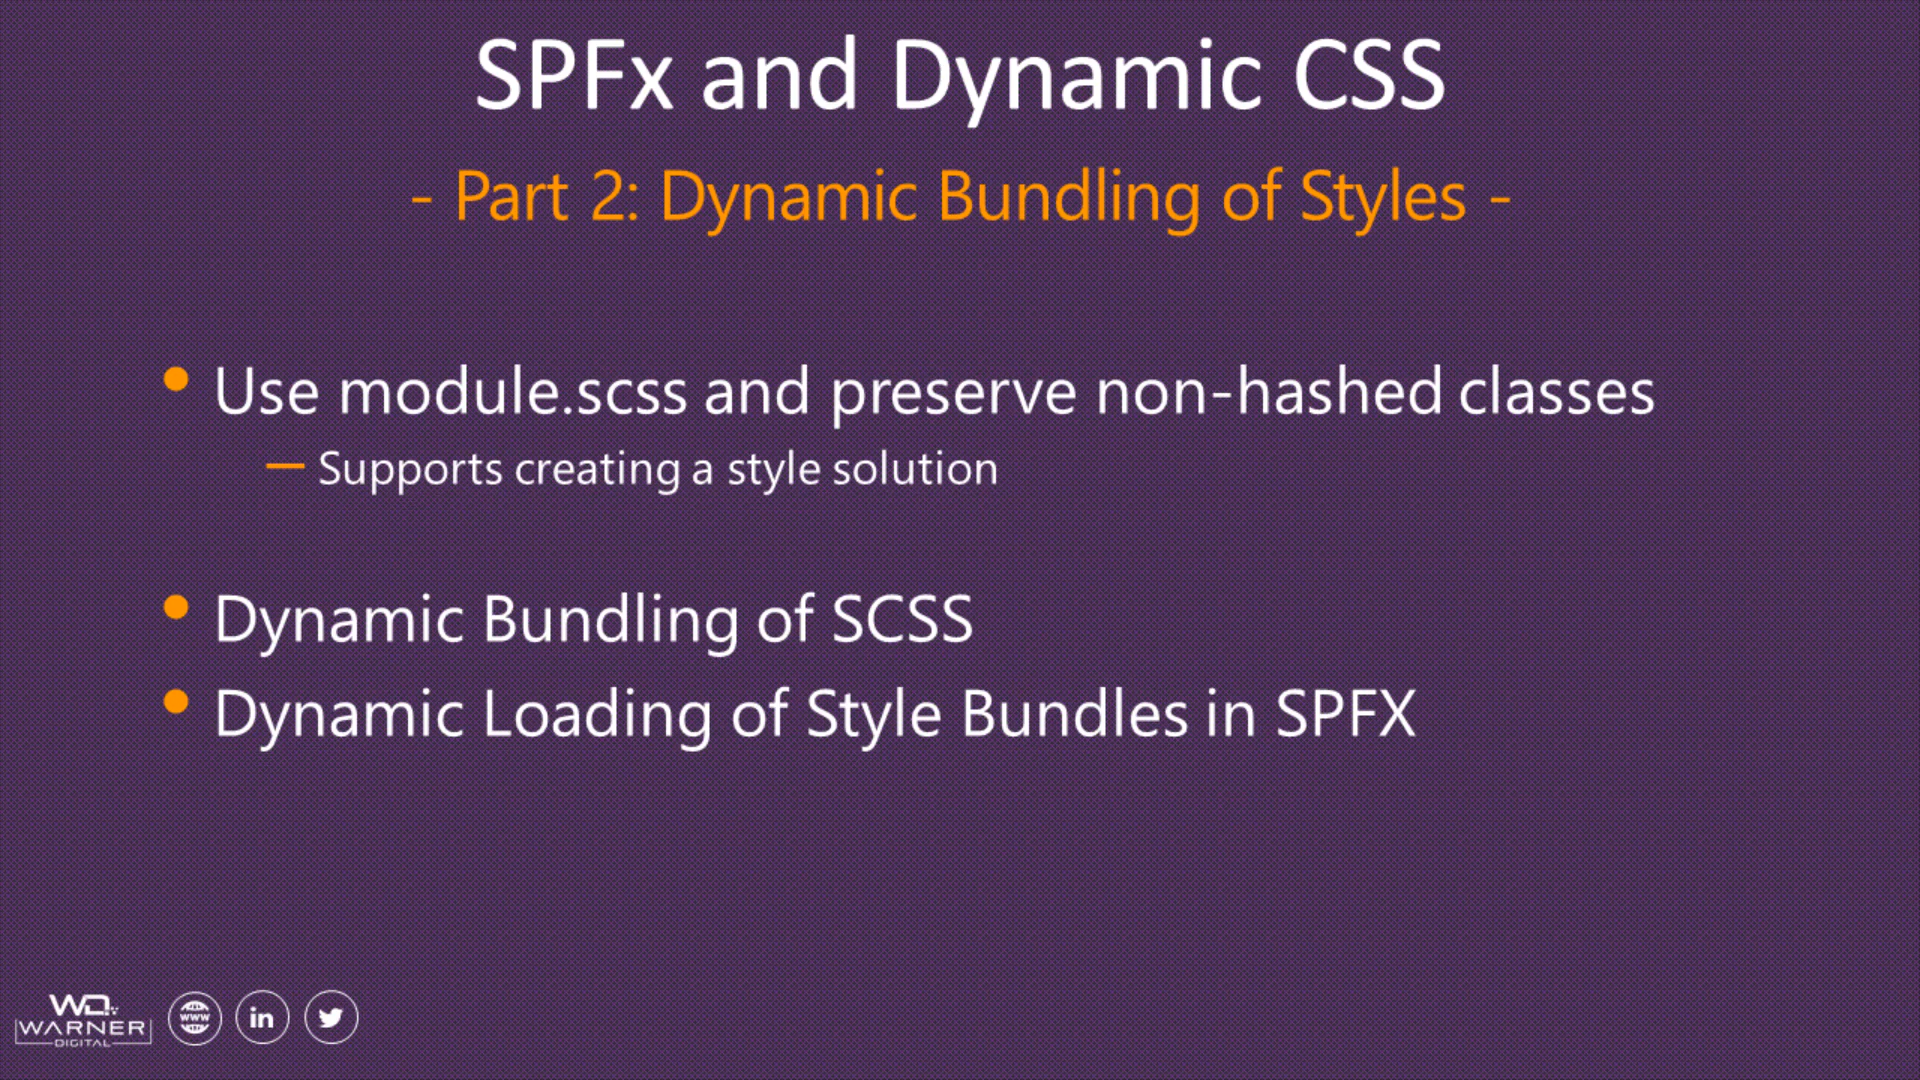 SPFx and Dynamic CSS
- Part 2: Dynamic Bundling of Styles -
• Use module.scss and preserve non-hashed classes
— Supports creating a style solution
• Dynamic Bundling of SCSS
• Dynamic Loading of Style Bundles in SPFX
WD
WARNER
DIGITAL
www
in